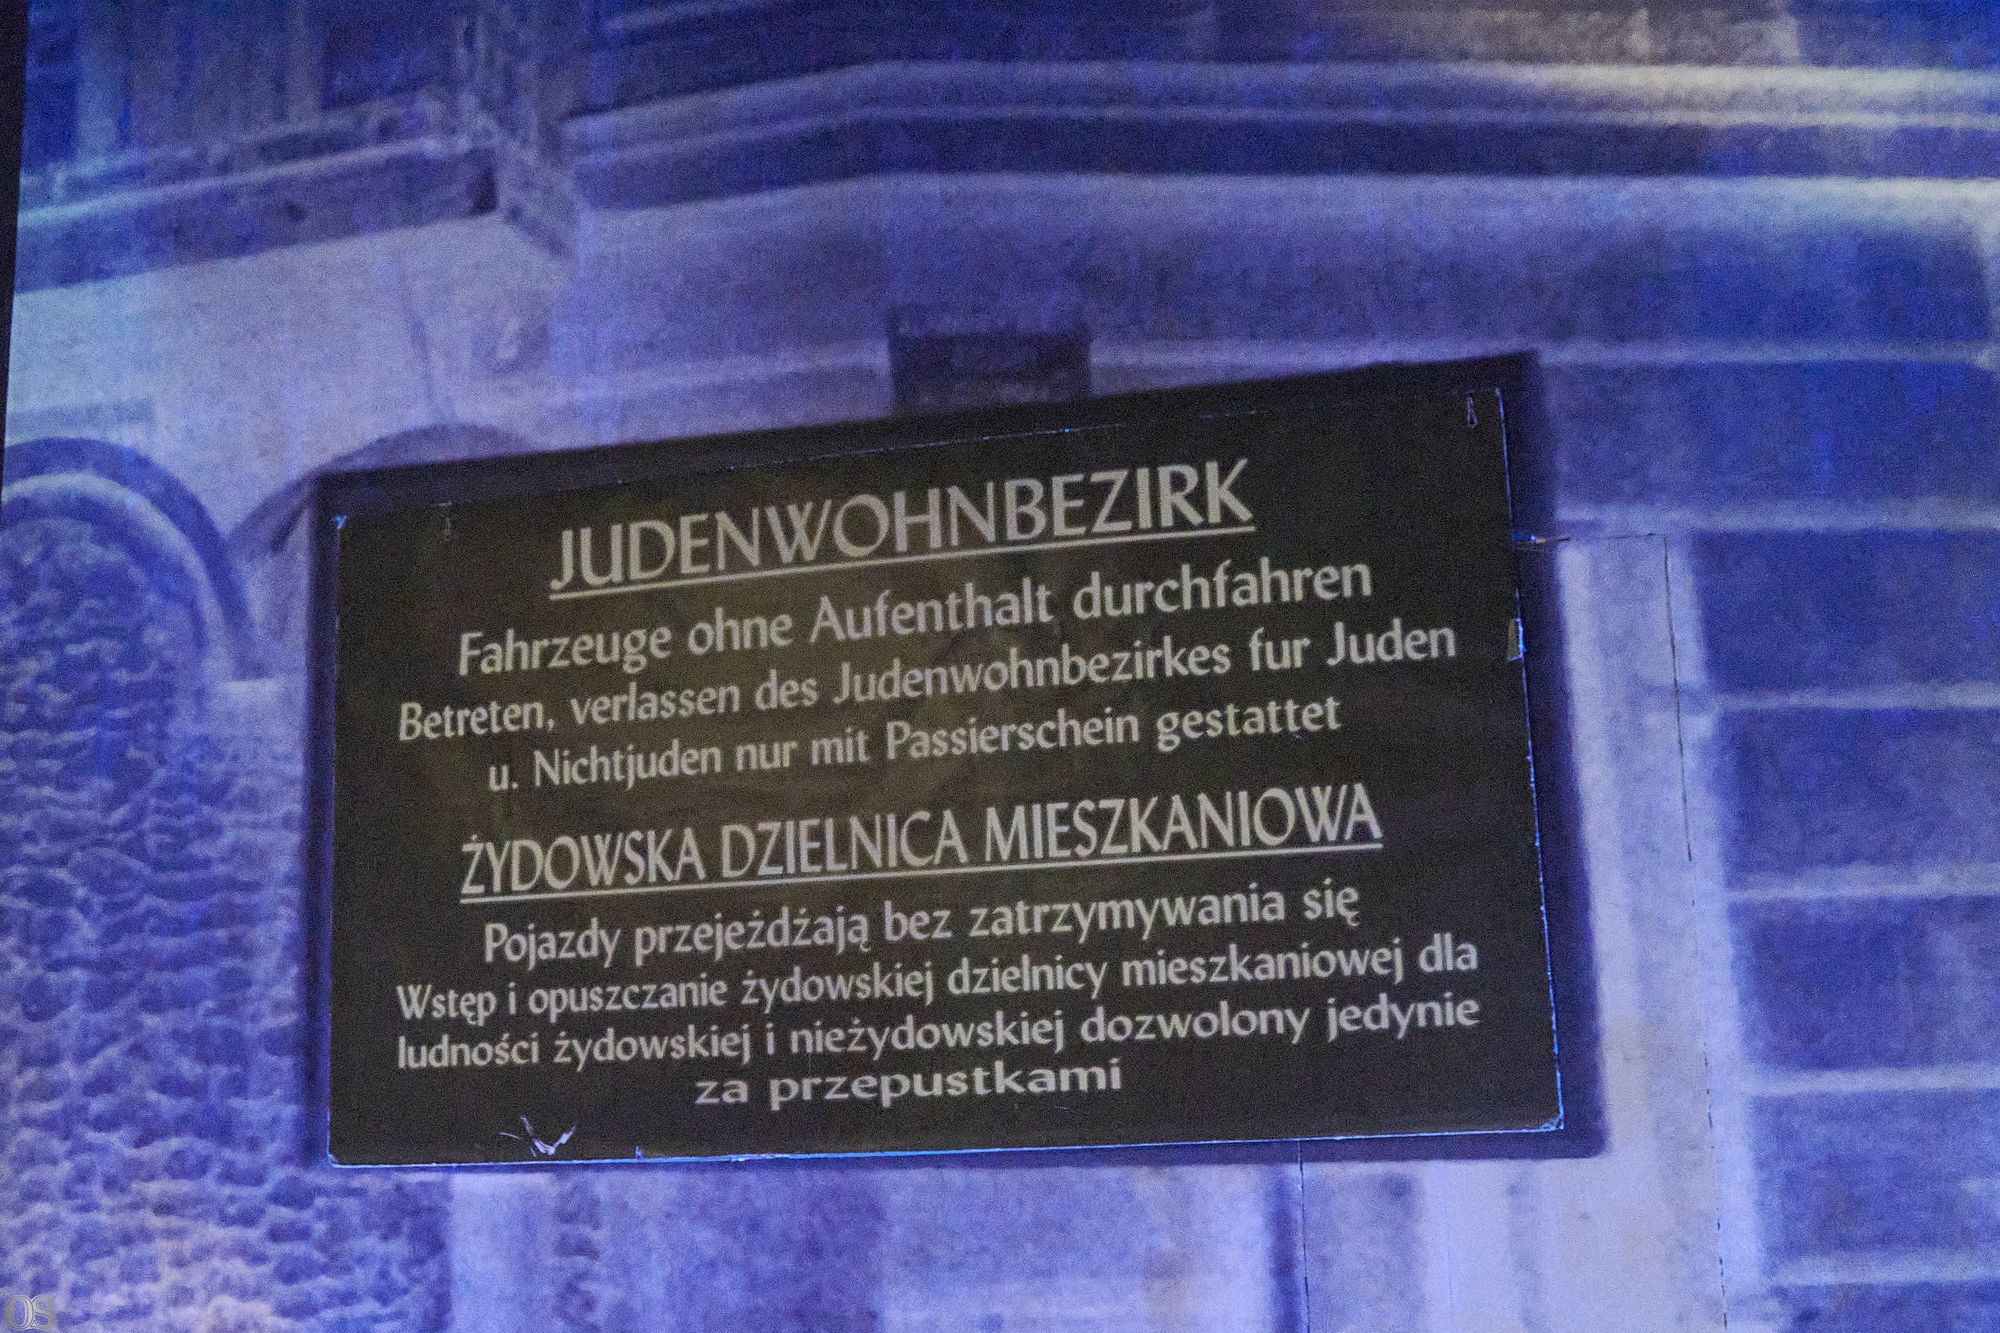 JUDENWOHNBEZIRK
Fahrzeuge ohne Aufenthalt durchfahren
Betreten, verlassen des Judenwohnbezirkes fur Juden
u. Nichtjuden nur mit Passierschein gestattet
ŻYDOWSKA DZIELNICA MIESZKANIOWA
Pojazdy przejeżdżają bez zatrzymywania się
Wstęp i opuszczanie żydowskiej dzielnicy mieszkaniowej dla
ludności żydowskiej i nieżydowskiej dozwolony jedynie
za przepustkami
OS